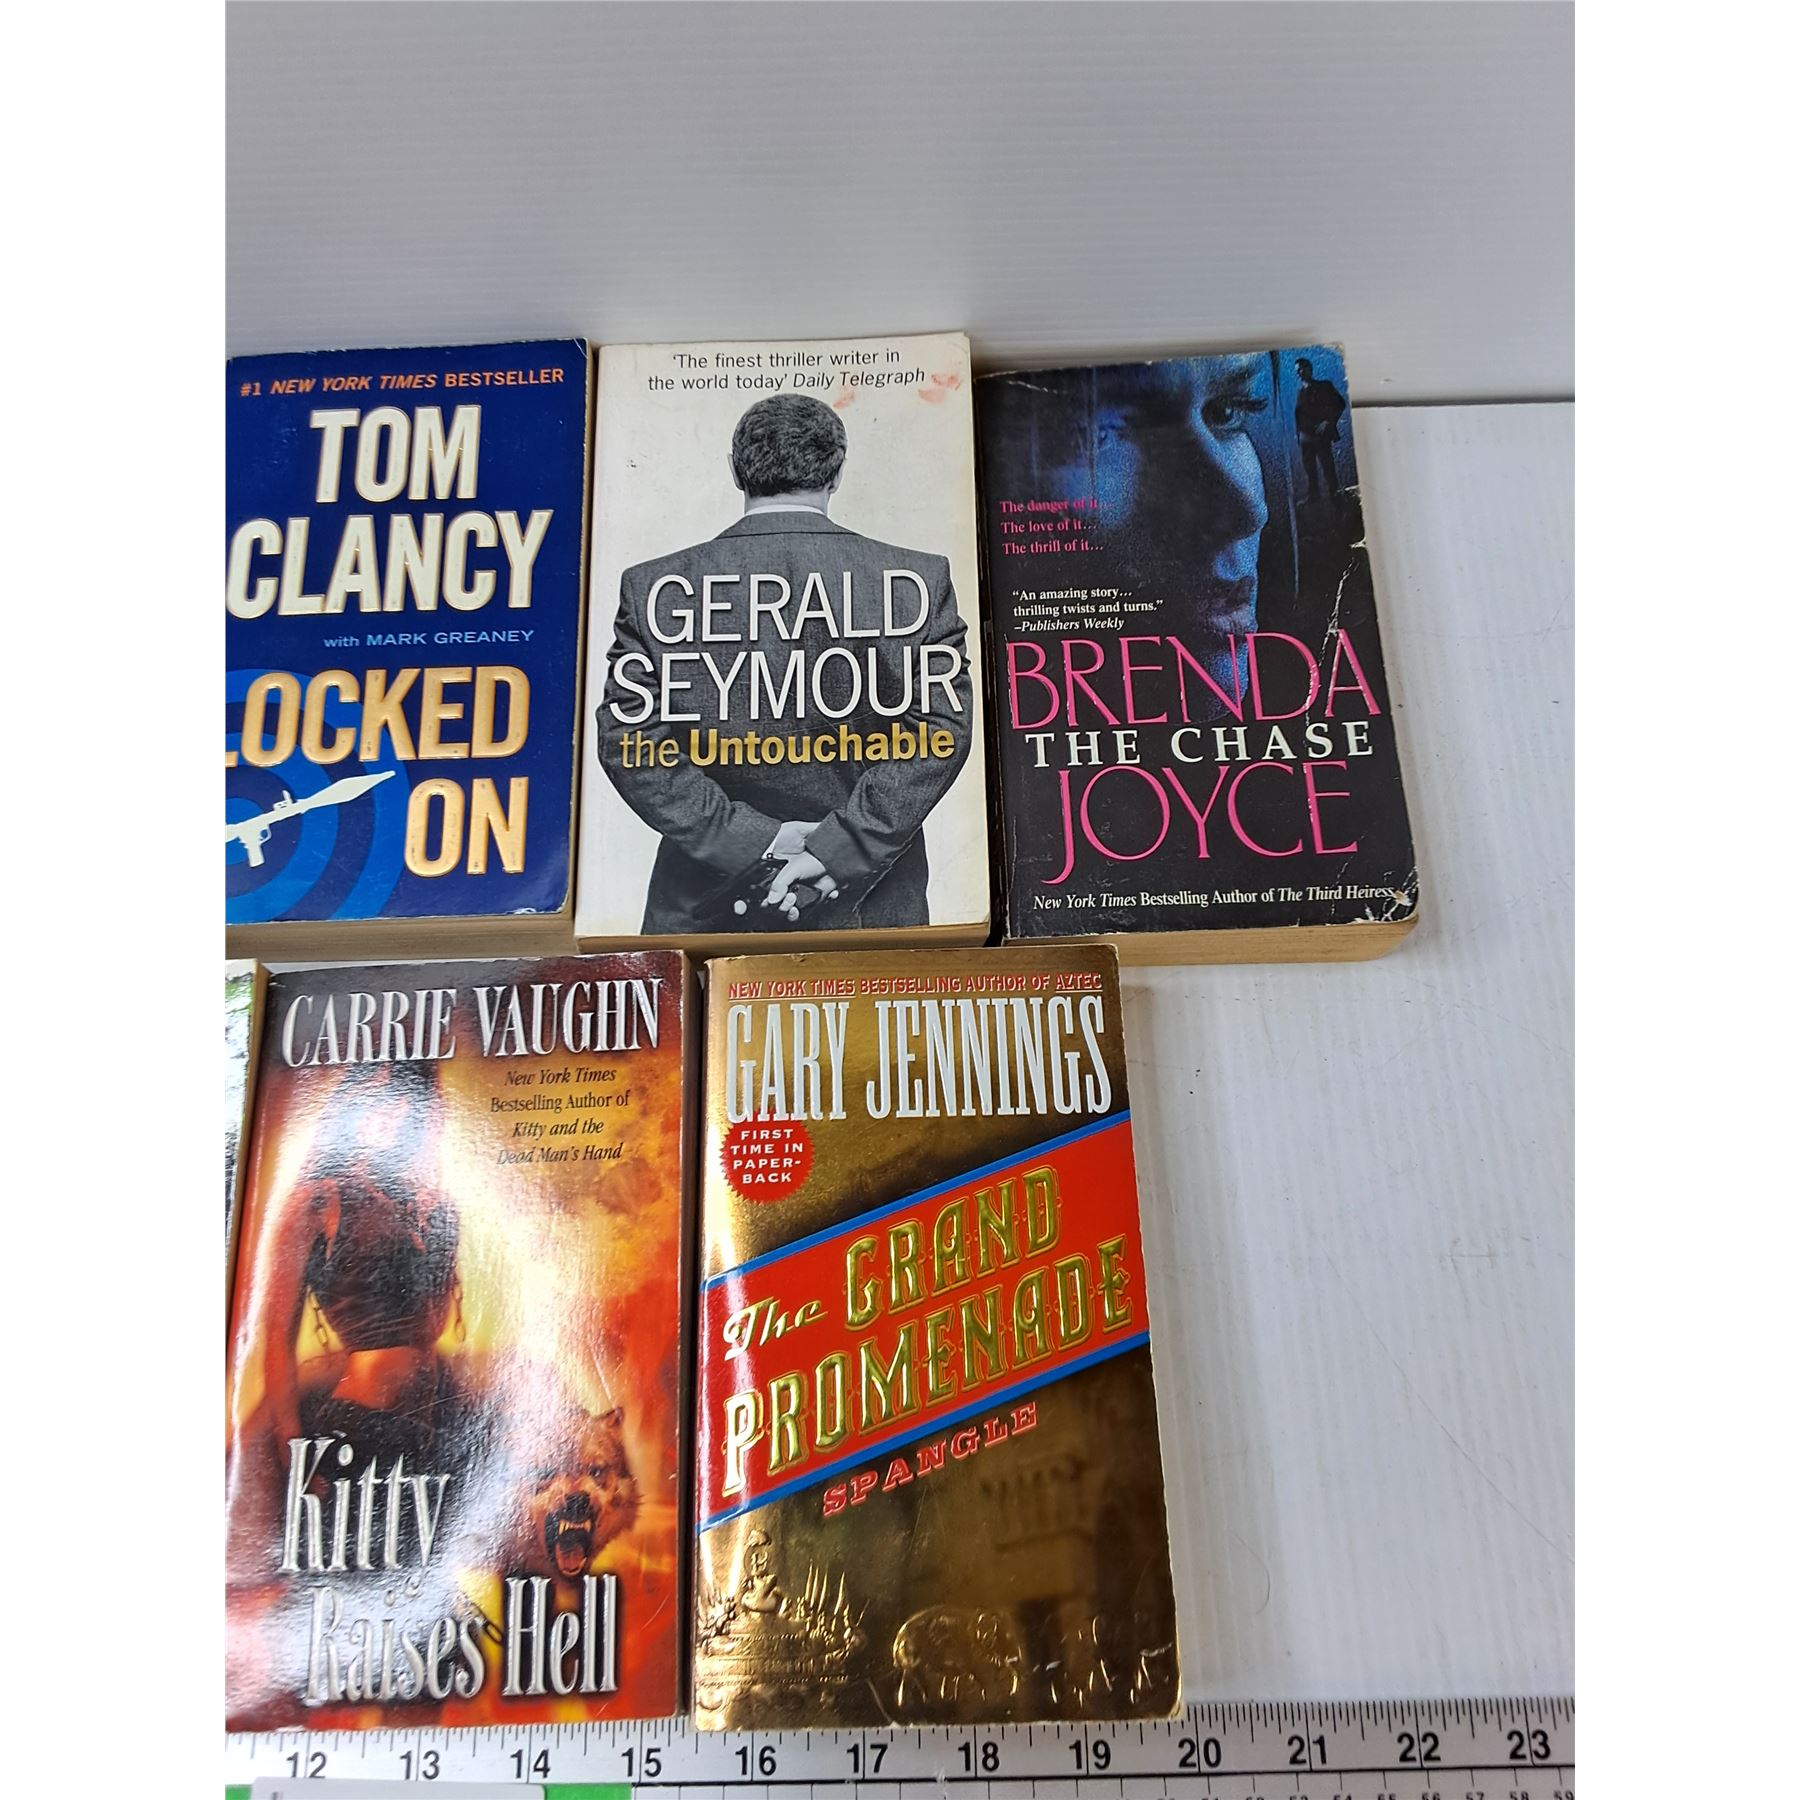 #1 NEW YORK TIMES BESTSELLER
TOM
CLANCY
with MARK GREANEY
LOCKED
ON
'The finest thriller writer in
the world today' Daily Telegraph
GERALD
SEYMOUR
the Untouchable
The danger of it...
The love of it...
The thrill of it...
"An amazing story...
thrilling twists and turns."
–Publishers Weekly
BRENDA
THE CHASE
JOYCE
New York Times Bestselling Author of The Third Heiress
CARRIE VAUGHN
New York Times
Bestselling Author of
Kitty and the
Dead Man's Hand
Kitty
Raises Hell
NEW YORK TIMES BESTSELLING AUTHOR OF AZTEC
GARY JENNINGS
FIRST
TIME IN
PAPER-
BACK
The GRAND
PROMENADE
SPANGLE
12 13 14 15 16 17 18 19 20 21 22 23